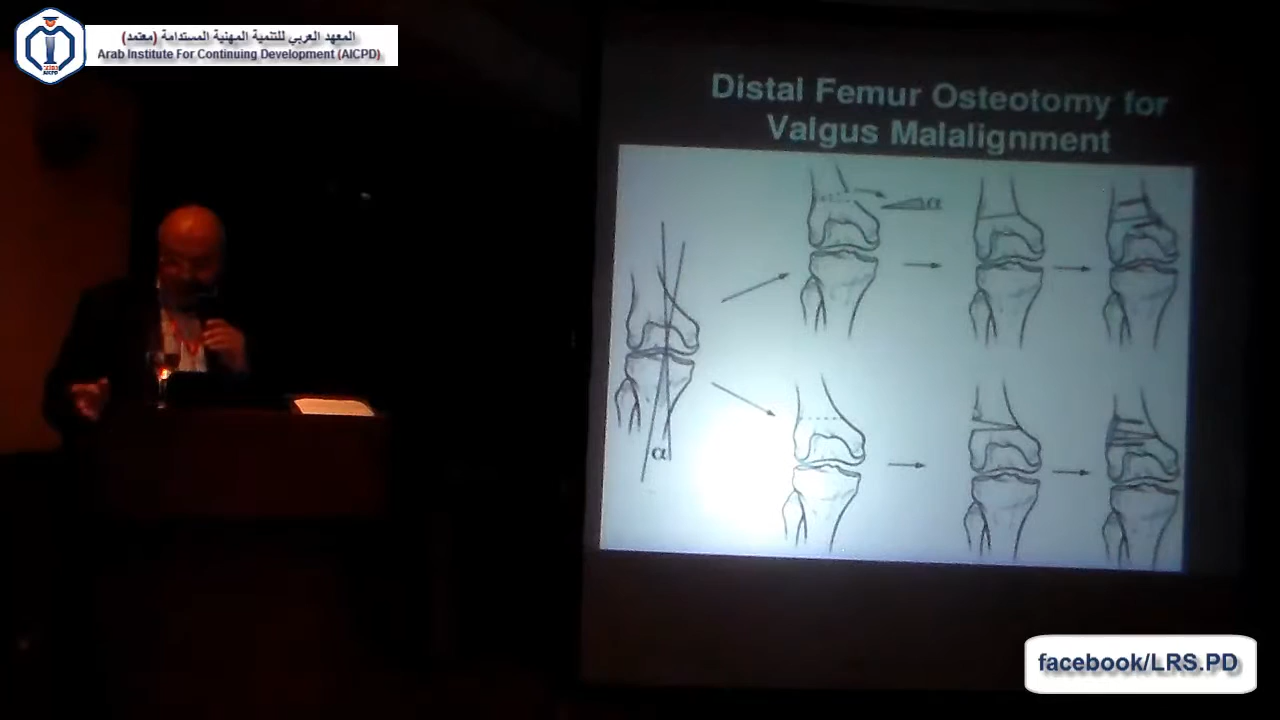 المعهد العربي للتنمية المهنية المستدامة (معتمد)
Arab Institute For Continuing Development (AICPD)
AICPD
Distal Femur Osteotomy for
Valgus Malalignment
α
α
facebook/LRS.PD